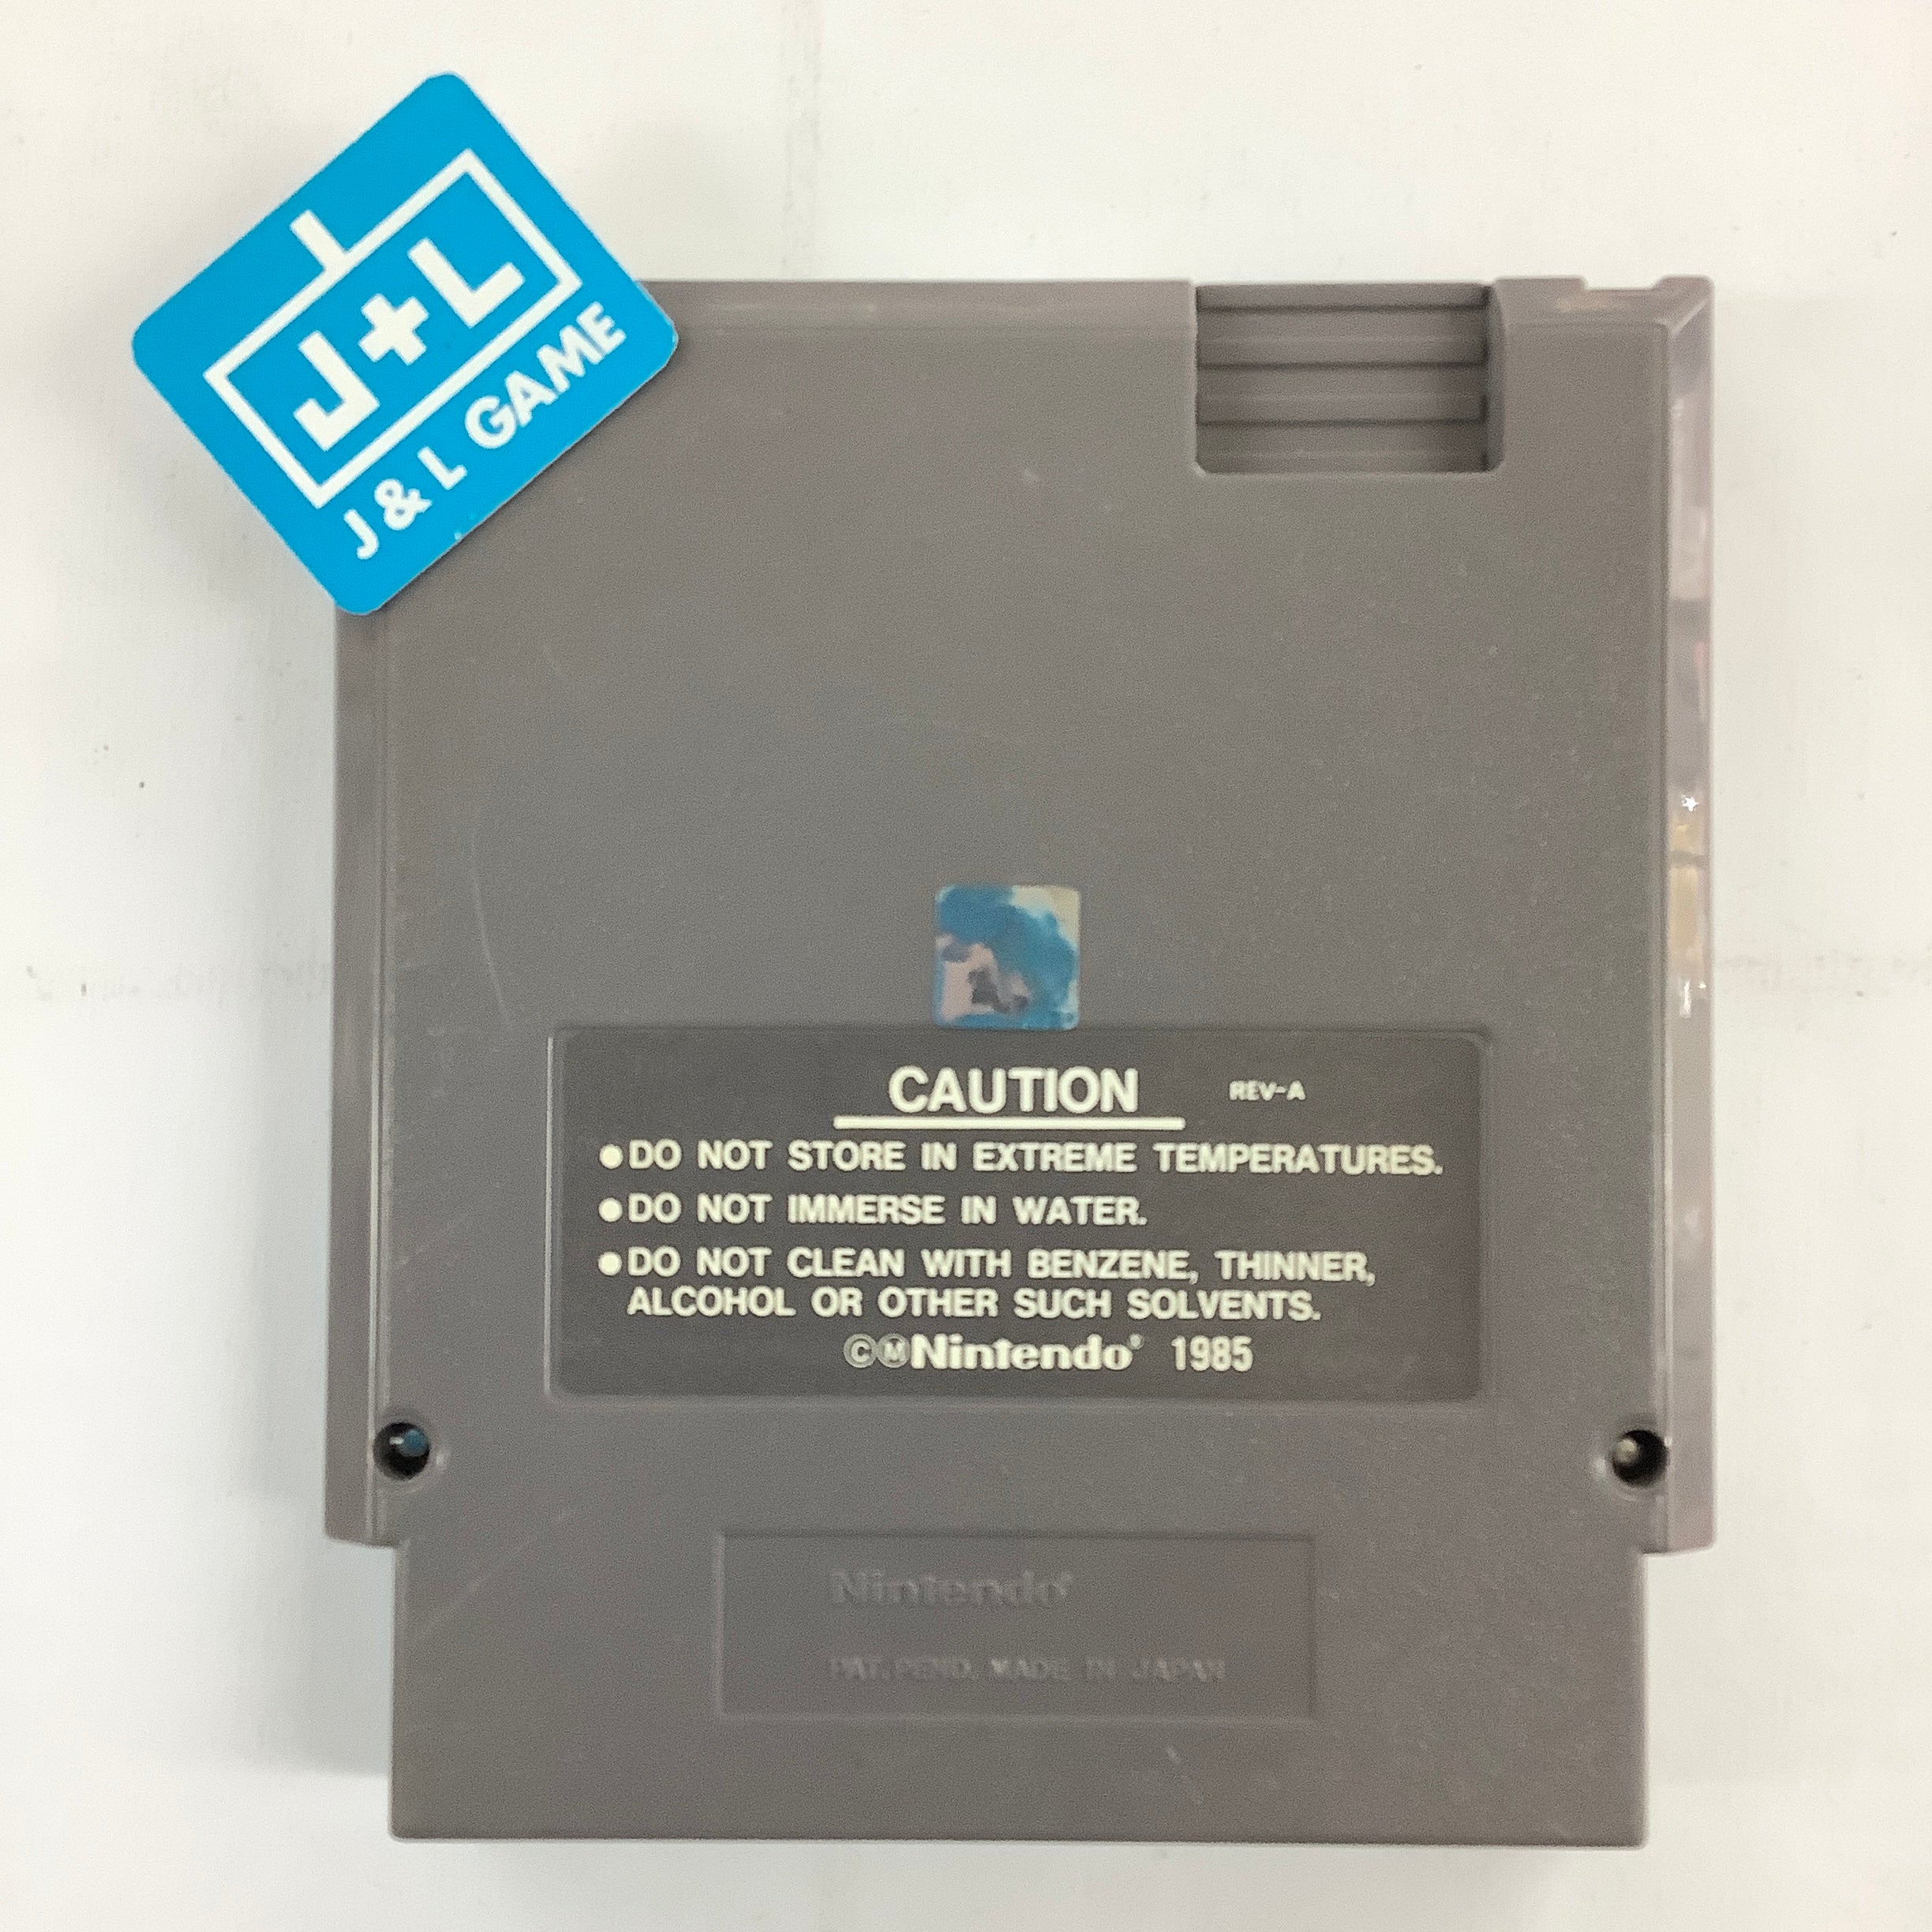 J+L
J & L GAME
CAUTION REV-A
●DO NOT STORE IN EXTREME TEMPERATURES.
●DO NOT IMMERSE IN WATER.
●DO NOT CLEAN WITH BENZENE, THINNER,
ALCOHOL OR OTHER SUCH SOLVENTS.
©ⓂNintendo® 1985
Nintendo®
PAT.PEND. MADE IN JAPAN